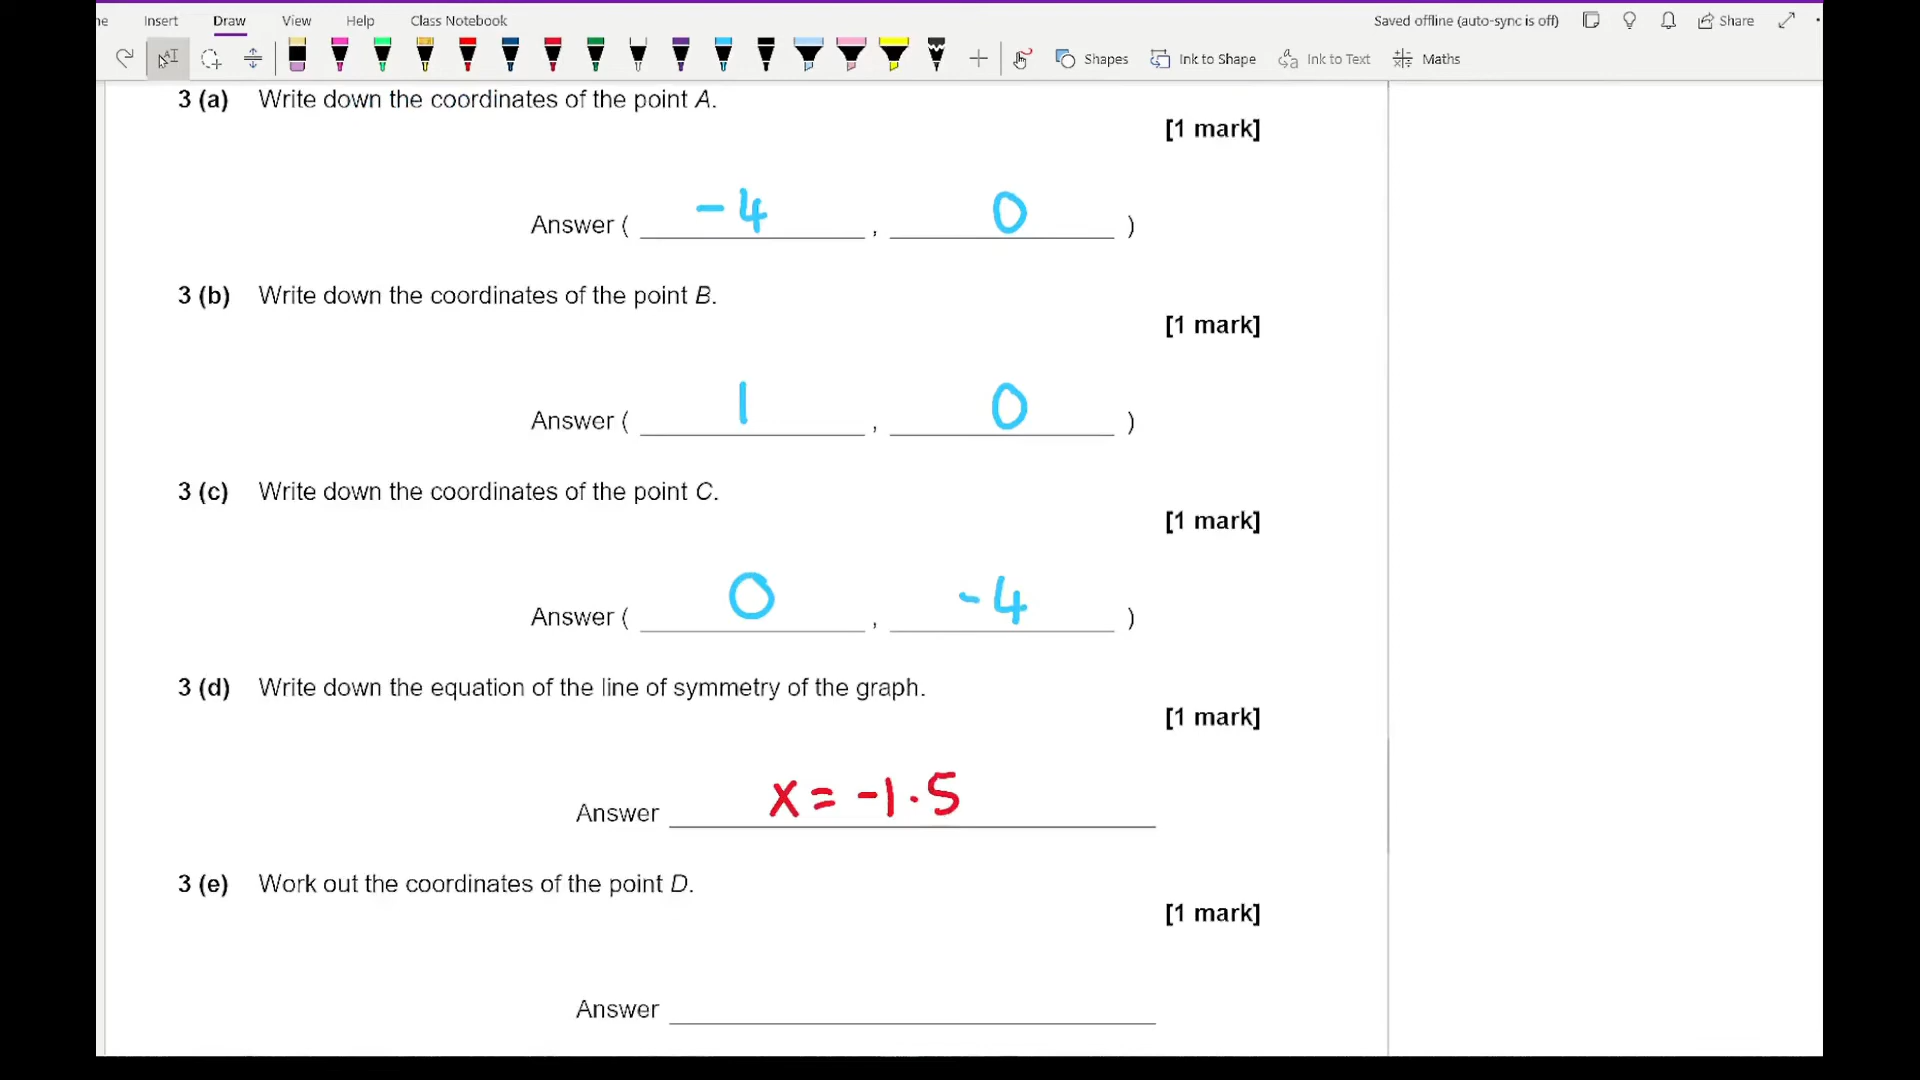 ne Insert Draw View Help Class Notebook Saved offline (auto-sync is off) Share
Shapes Ink to Shape Ink to Text Maths
3 (a) Write down the coordinates of the point A.
[1 mark]
Answer ( -4 , 0 )
3 (b) Write down the coordinates of the point B.
[1 mark]
Answer ( 1 , 0 )
3 (c) Write down the coordinates of the point C.
[1 mark]
Answer ( 0 , -4 )
3 (d) Write down the equation of the line of symmetry of the graph.
[1 mark]
Answer x = -1.5
3 (e) Work out the coordinates of the point D.
[1 mark]
Answer